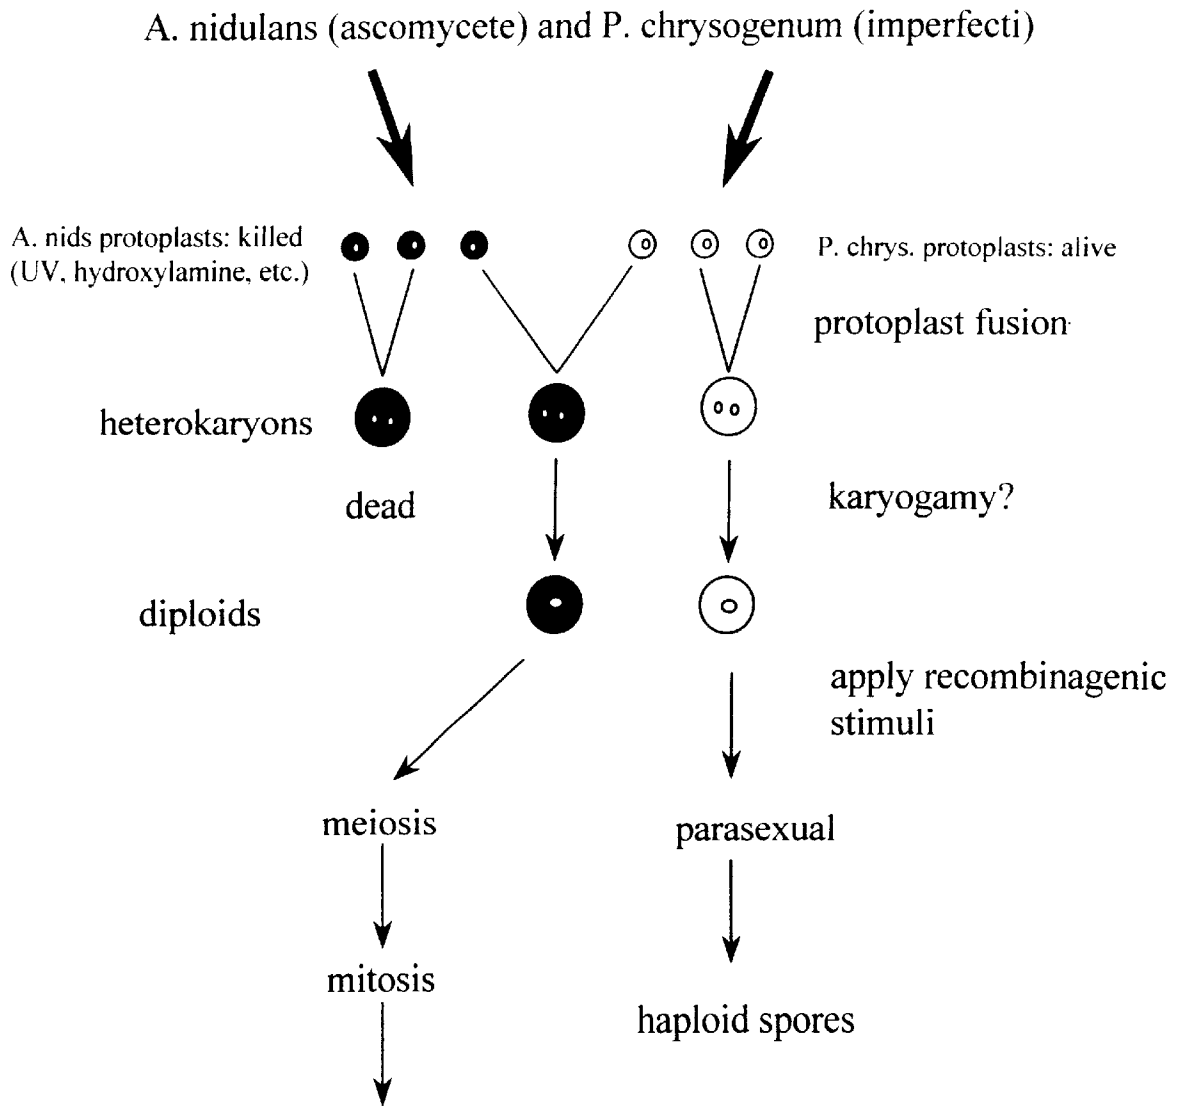 A. nidulans (ascomycete) and P. chrysogenum (imperfecti)
A. nids protoplasts: killed
(UV, hydroxylamine, etc.)
P. chrys. protoplasts: alive
protoplast fusion
heterokaryons
dead
karyogamy?
diploids
apply recombinagenic
stimuli
meiosis
parasexual
mitosis
haploid spores